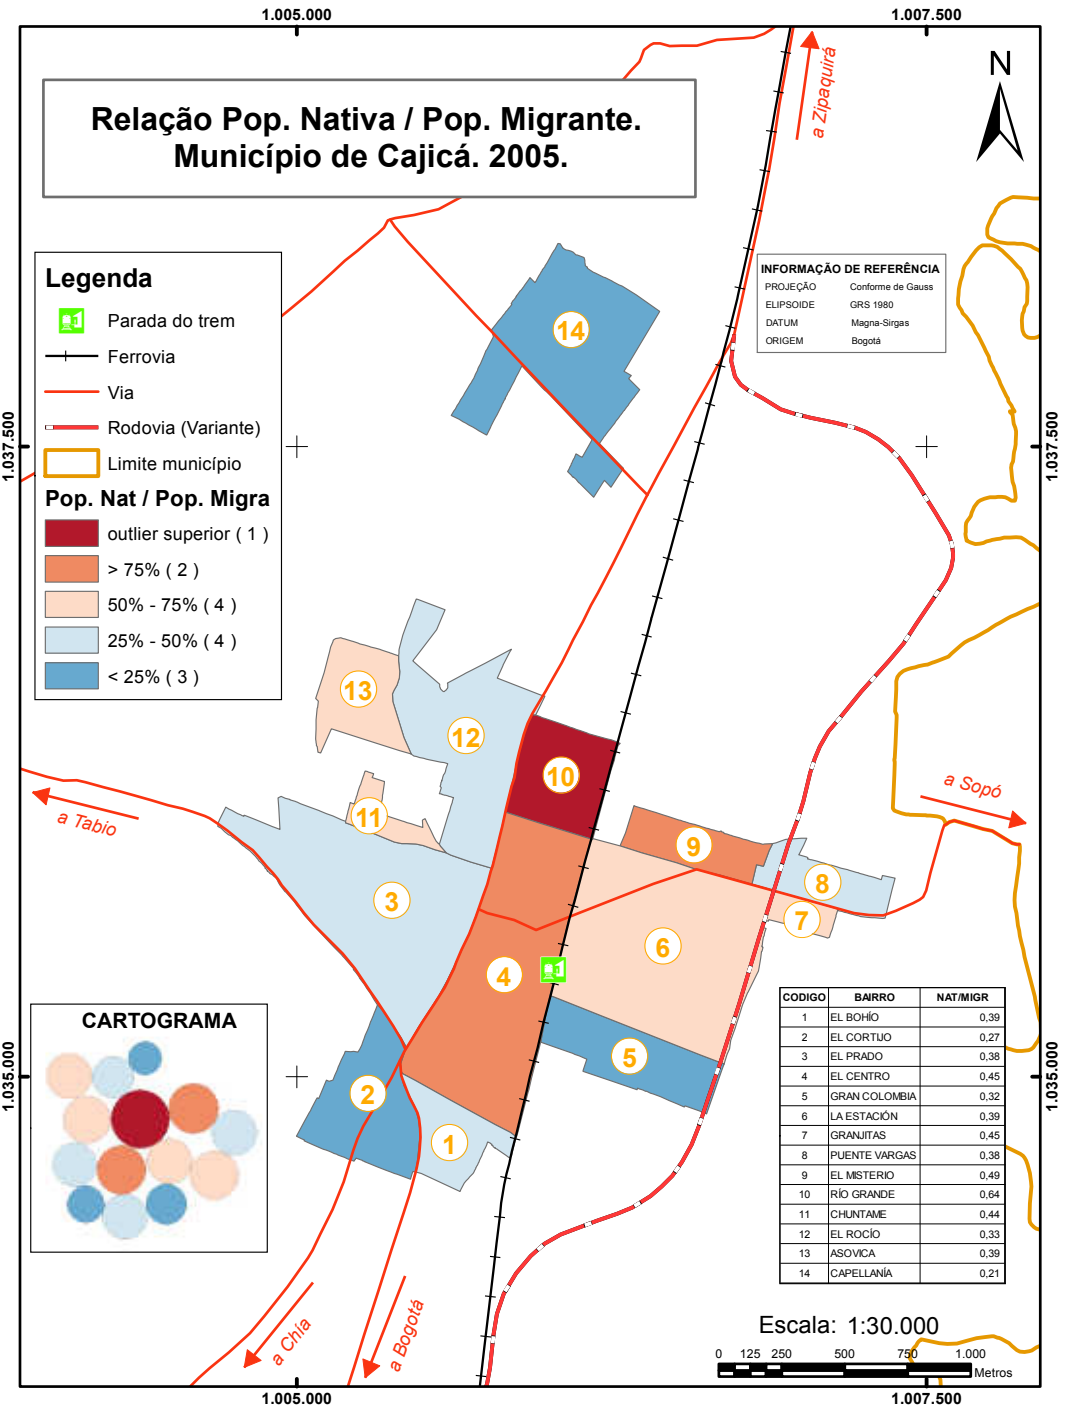 1.005.000
1.007.500
Relação Pop. Nativa / Pop. Migrante.
Município de Cajicá. 2005.
a Zipaquirá
N
INFORMAÇÃO DE REFERÊNCIA
PROJEÇÃO Conforme de Gauss
ELIPSOIDE GRS 1980
DATUM Magna-Sirgas
ORIGEM Bogotá
Legenda
Parada do trem
Ferrovia
Via
Rodovia (Variante)
Limite município
Pop. Nat / Pop. Migra
outlier superior ( 1 )
> 75% ( 2 )
50% - 75% ( 4 )
25% - 50% ( 4 )
< 25% ( 3 )
1.037.500
1.037.500
14
13
12
10
11
9
8
7
3
6
4
5
2
1
a Tabio
a Sopó
CARTOGRAMA
1.035.000
1.035.000
CODIGO BAIRRO NAT/MIGR
1 EL BOHÍO 0,39
2 EL CORTIJO 0,27
3 EL PRADO 0,38
4 EL CENTRO 0,45
5 GRAN COLOMBIA 0,32
6 LA ESTACIÓN 0,39
7 GRANJITAS 0,45
8 PUENTE VARGAS 0,38
9 EL MISTERIO 0,49
10 RÍO GRANDE 0,64
11 CHUNTAME 0,44
12 EL ROCÍO 0,33
13 ASOVICA 0,39
14 CAPELLANÍA 0,21
a Chía
a Bogotá
Escala: 1:30.000
0 125 250 500 750 1.000
Metros
1.005.000
1.007.500